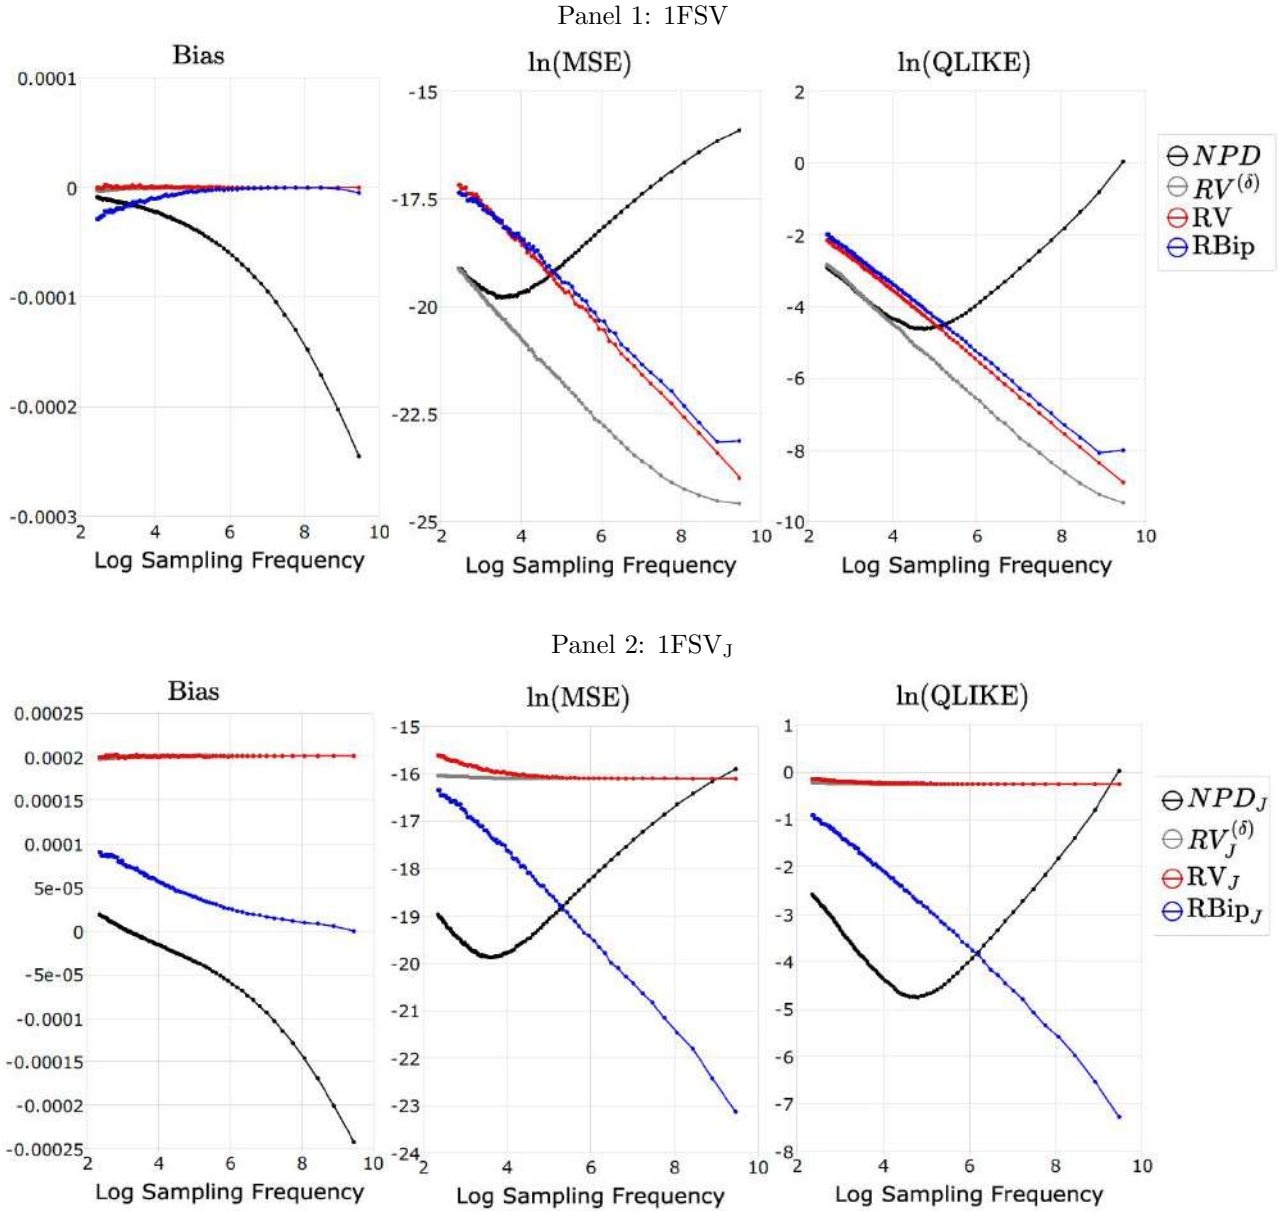 Panel 1: 1FSV
Bias
0.0001
0
-0.0001
-0.0002
-0.0003
2 4 6 8 10
Log Sampling Frequency
ln(MSE)
-15
-17.5
-20
-22.5
-25
2 4 6 8 10
Log Sampling Frequency
ln(QLIKE)
2
0
-2
-4
-6
-8
-10
2 4 6 8 10
Log Sampling Frequency
NPD
RV^(δ)
RV
RBip
Panel 2: 1FSV_J
Bias
0.00025
0.0002
0.00015
0.0001
5e-05
0
-5e-05
-0.0001
-0.00015
-0.0002
-0.00025
2 4 6 8 10
Log Sampling Frequency
ln(MSE)
-15
-16
-17
-18
-19
-20
-21
-22
-23
-24
2 4 6 8 10
Log Sampling Frequency
ln(QLIKE)
1
0
-1
-2
-3
-4
-5
-6
-7
-8
2 4 6 8 10
Log Sampling Frequency
NPD_J
RV_J^(δ)
RV_J
RBip_J